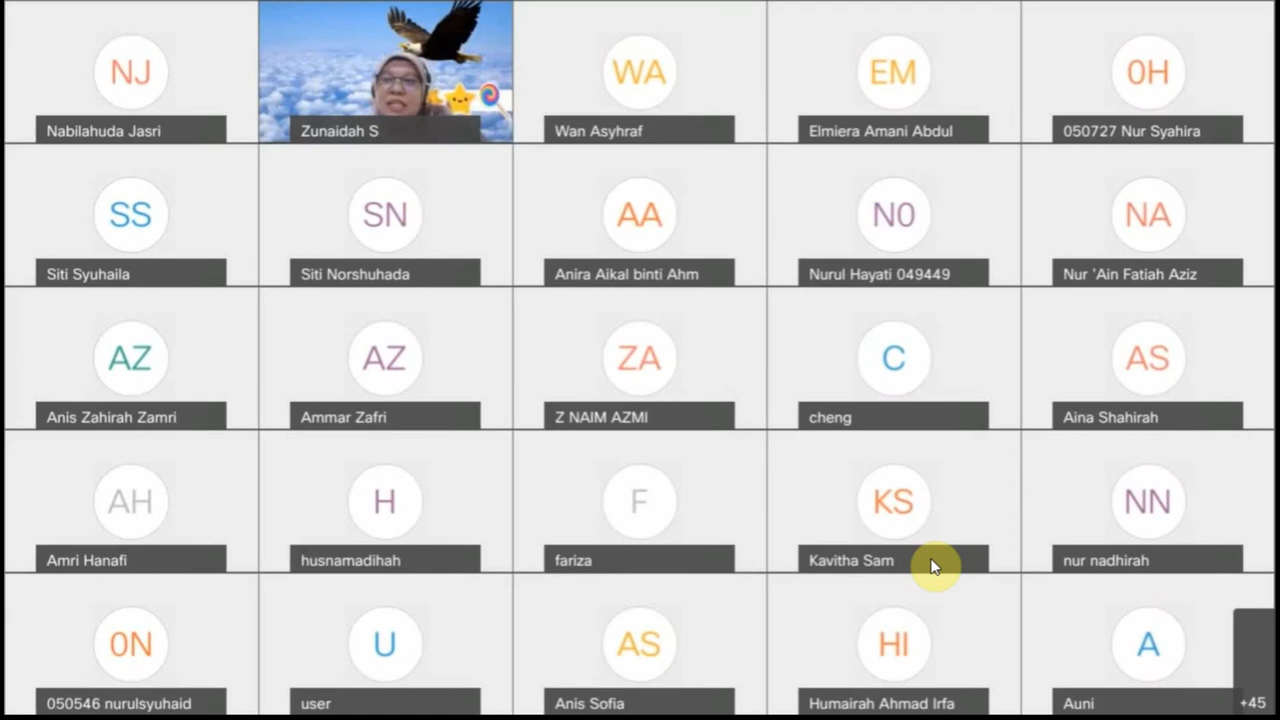 NJ
Nabilahuda Jasri
Zunaidah S
WA
Wan Asyhraf
EM
Elmiera Amani Abdul
0H
050727 Nur Syahira
SS
Siti Syuhaila
SN
Siti Norshuhada
AA
Anira Aikal binti Ahm
N0
Nurul Hayati 049449
NA
Nur 'Ain Fatiah Aziz
AZ
Anis Zahirah Zamri
AZ
Ammar Zafri
ZA
Z NAIM AZMI
C
cheng
AS
Aina Shahirah
AH
Amri Hanafi
H
husnamadihah
F
fariza
KS
Kavitha Sam
NN
nur nadhirah
0N
050546 nurulsyuhaid
U
user
AS
Anis Sofia
HI
Humairah Ahmad Irfa
A
Auni
+45